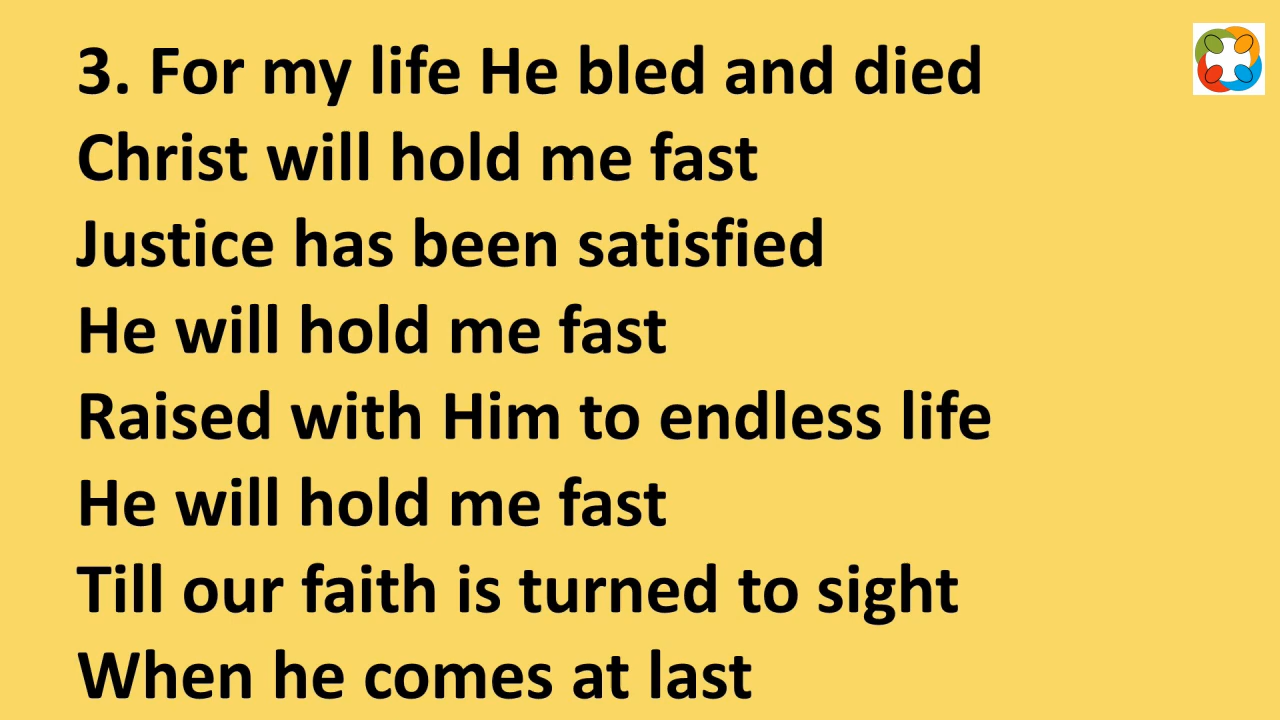 3. For my life He bled and died
Christ will hold me fast
Justice has been satisfied
He will hold me fast
Raised with Him to endless life
He will hold me fast
Till our faith is turned to sight
When he comes at last